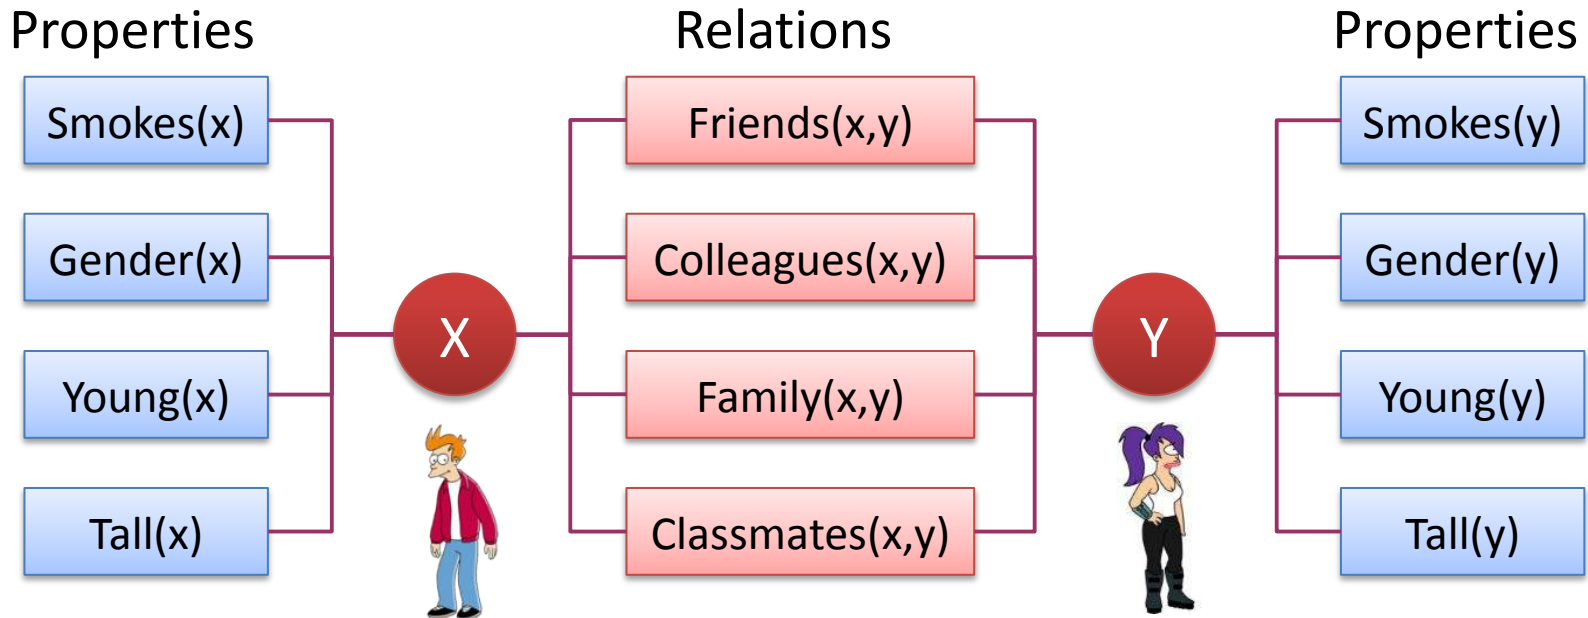 Properties
Relations
Properties
Smokes(x)
Friends(x,y)
Smokes(y)
Gender(x)
Colleagues(x,y)
Gender(y)
X
Y
Young(x)
Family(x,y)
Young(y)
Tall(x)
Classmates(x,y)
Tall(y)